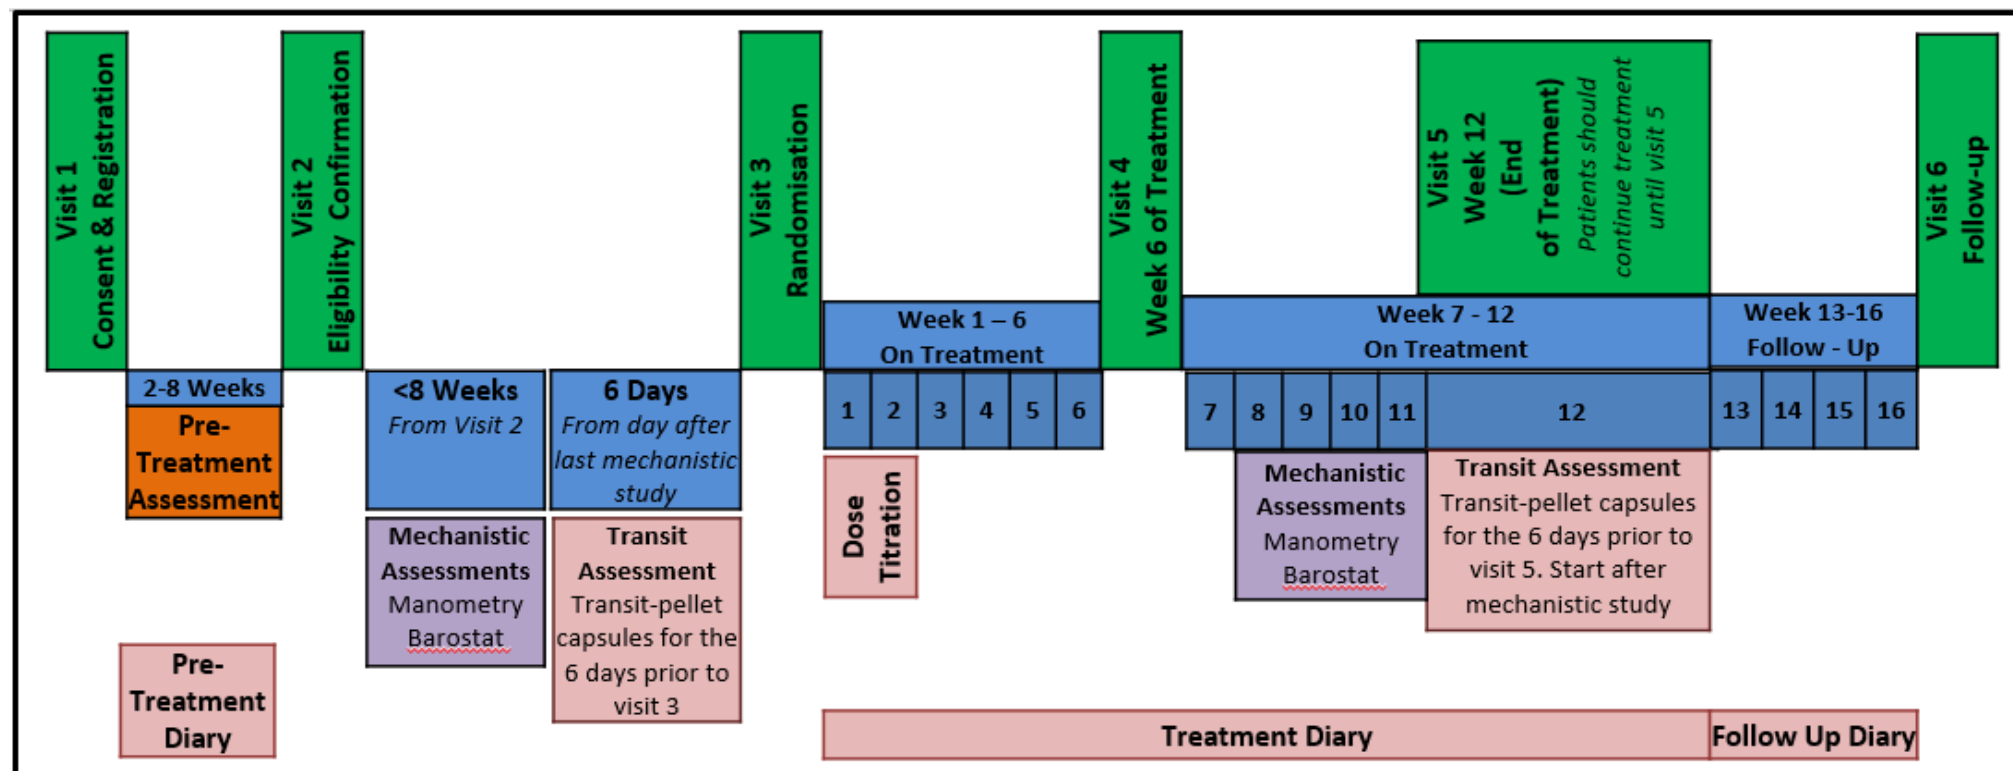 Visit 1
Consent & Registration
2-8 Weeks
Pre-
Treatment
Assessment
Pre-
Treatment
Diary
Visit 2
Eligibility Confirmation
<8 Weeks
From Visit 2
Mechanistic
Assessments
Manometry
Barostat
6 Days
From day after
last mechanistic
study
Transit
Assessment
Transit-pellet
capsules for the
6 days prior to
visit 3
Visit 3
Randomisation
Week 1 – 6
On Treatment
1 2 3 4 5 6
Dose
Titration
Visit 4
Week 6 of Treatment
Visit 5
Week 12
(End
of Treatment)
Patients should
continue treatment
until visit 5
Week 7 - 12
On Treatment
7 8 9 10 11 12
Mechanistic
Assessments
Manometry
Barostat
Transit Assessment
Transit-pellet capsules
for the 6 days prior to
visit 5. Start after
mechanistic study
Week 13-16
Follow - Up
13 14 15 16
Visit 6
Follow-up
Treatment Diary
Follow Up Diary